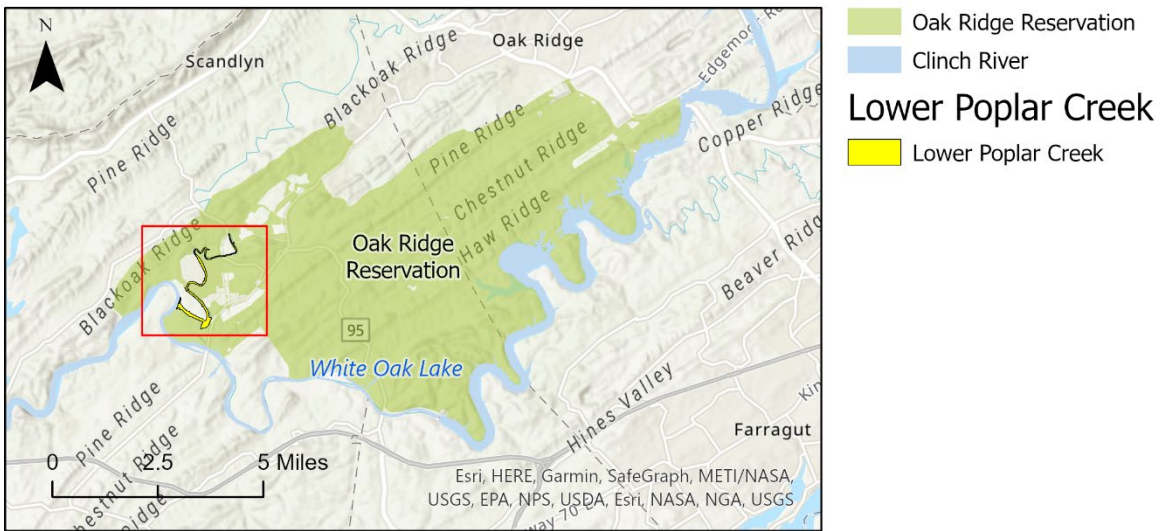 N
Scandlyn
Oak Ridge
Blackoak Ridge
Pine Ridge
Pine Ridge
Copper Ridge
Chestnut Ridge
Haw Ridge
Oak Ridge
Reservation
Blackoak Ridge
Beaver
95
White Oak Lake
Hines Valley
Pine Ridge
Farragut
0 2.5 5 Miles
Esri, HERE, Garmin, SafeGraph, METI/NASA,
USGS, EPA, NPS, USDA, Esri, NASA, NGA, USGS
Oak Ridge Reservation
Clinch River
Lower Poplar Creek
Lower Poplar Creek